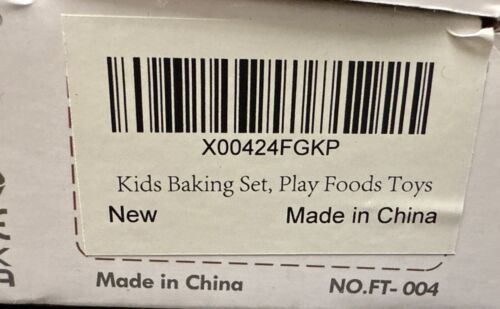 X00424FGKP
Kids Baking Set, Play Foods Toys
New Made in China
Made in China NO.FT- 004